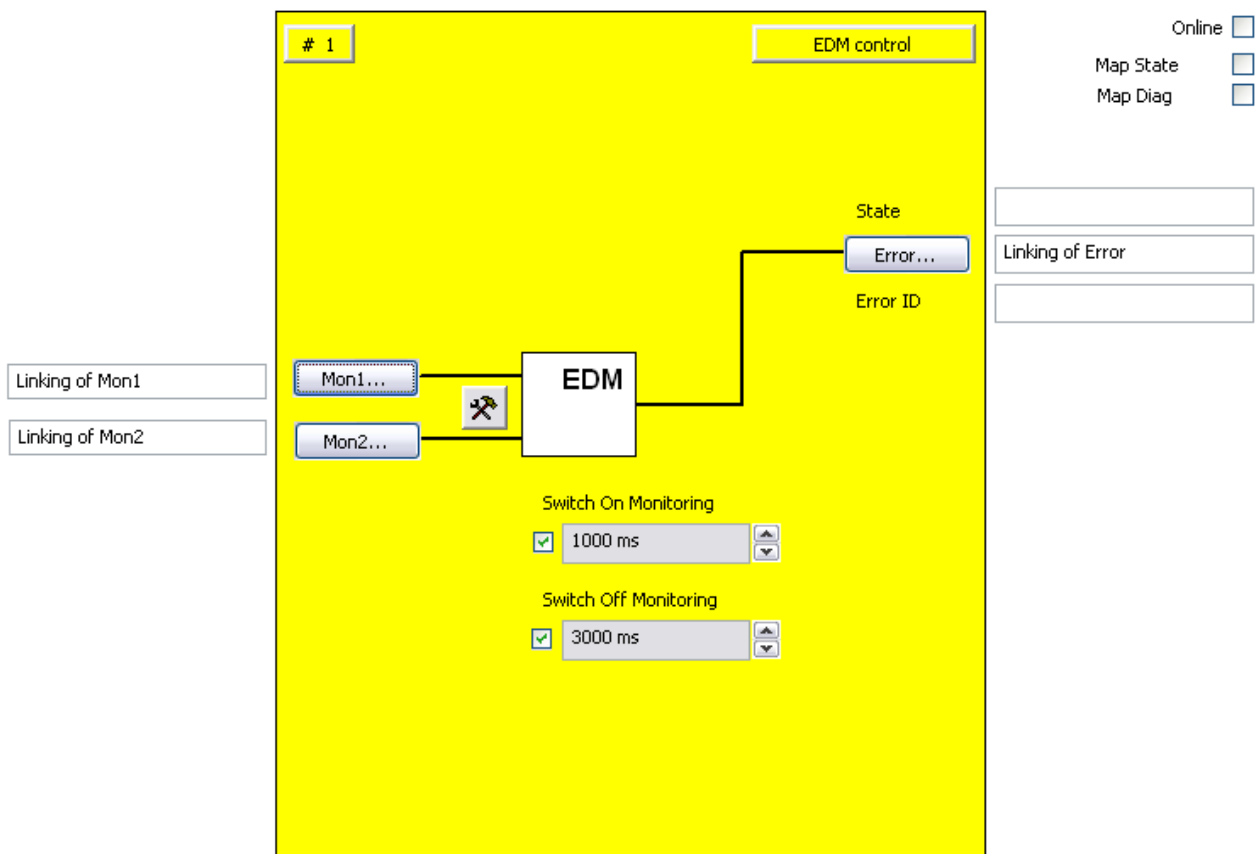 # 1
EDM control
Online
Map State
Map Diag
State
Error...
Linking of Error
Error ID
Linking of Mon1
Mon1...
EDM
Linking of Mon2
Mon2...
Switch On Monitoring
1000 ms
Switch Off Monitoring
3000 ms